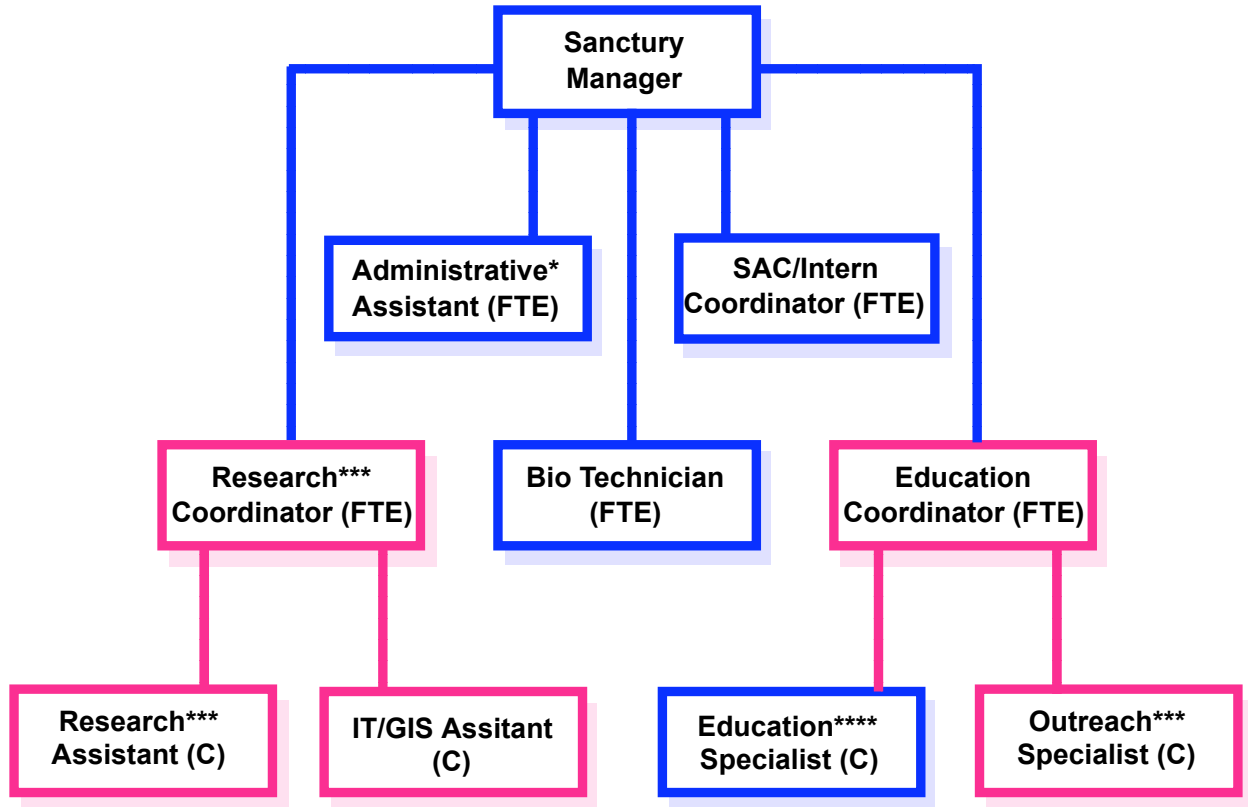 Sanctury
Manager
Administrative*
Assistant (FTE)
SAC/Intern
Coordinator (FTE)
Research***
Coordinator (FTE)
Bio Technician
(FTE)
Education
Coordinator (FTE)
Research***
Assistant (C)
IT/GIS Assitant
(C)
Education****
Specialist (C)
Outreach***
Specialist (C)